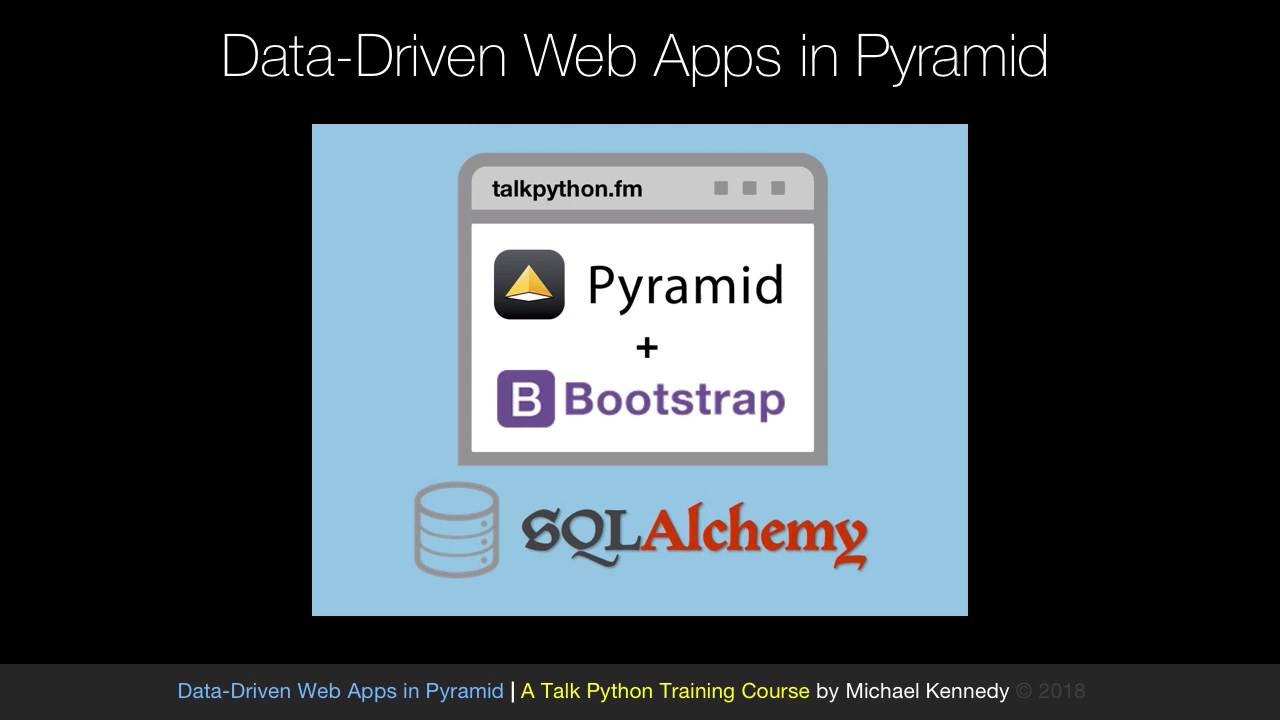 Data-Driven Web Apps in Pyramid
talkpython.fm
Pyramid
+
B Bootstrap
SQLAlchemy
Data-Driven Web Apps in Pyramid | A Talk Python Training Course by Michael Kennedy © 2018